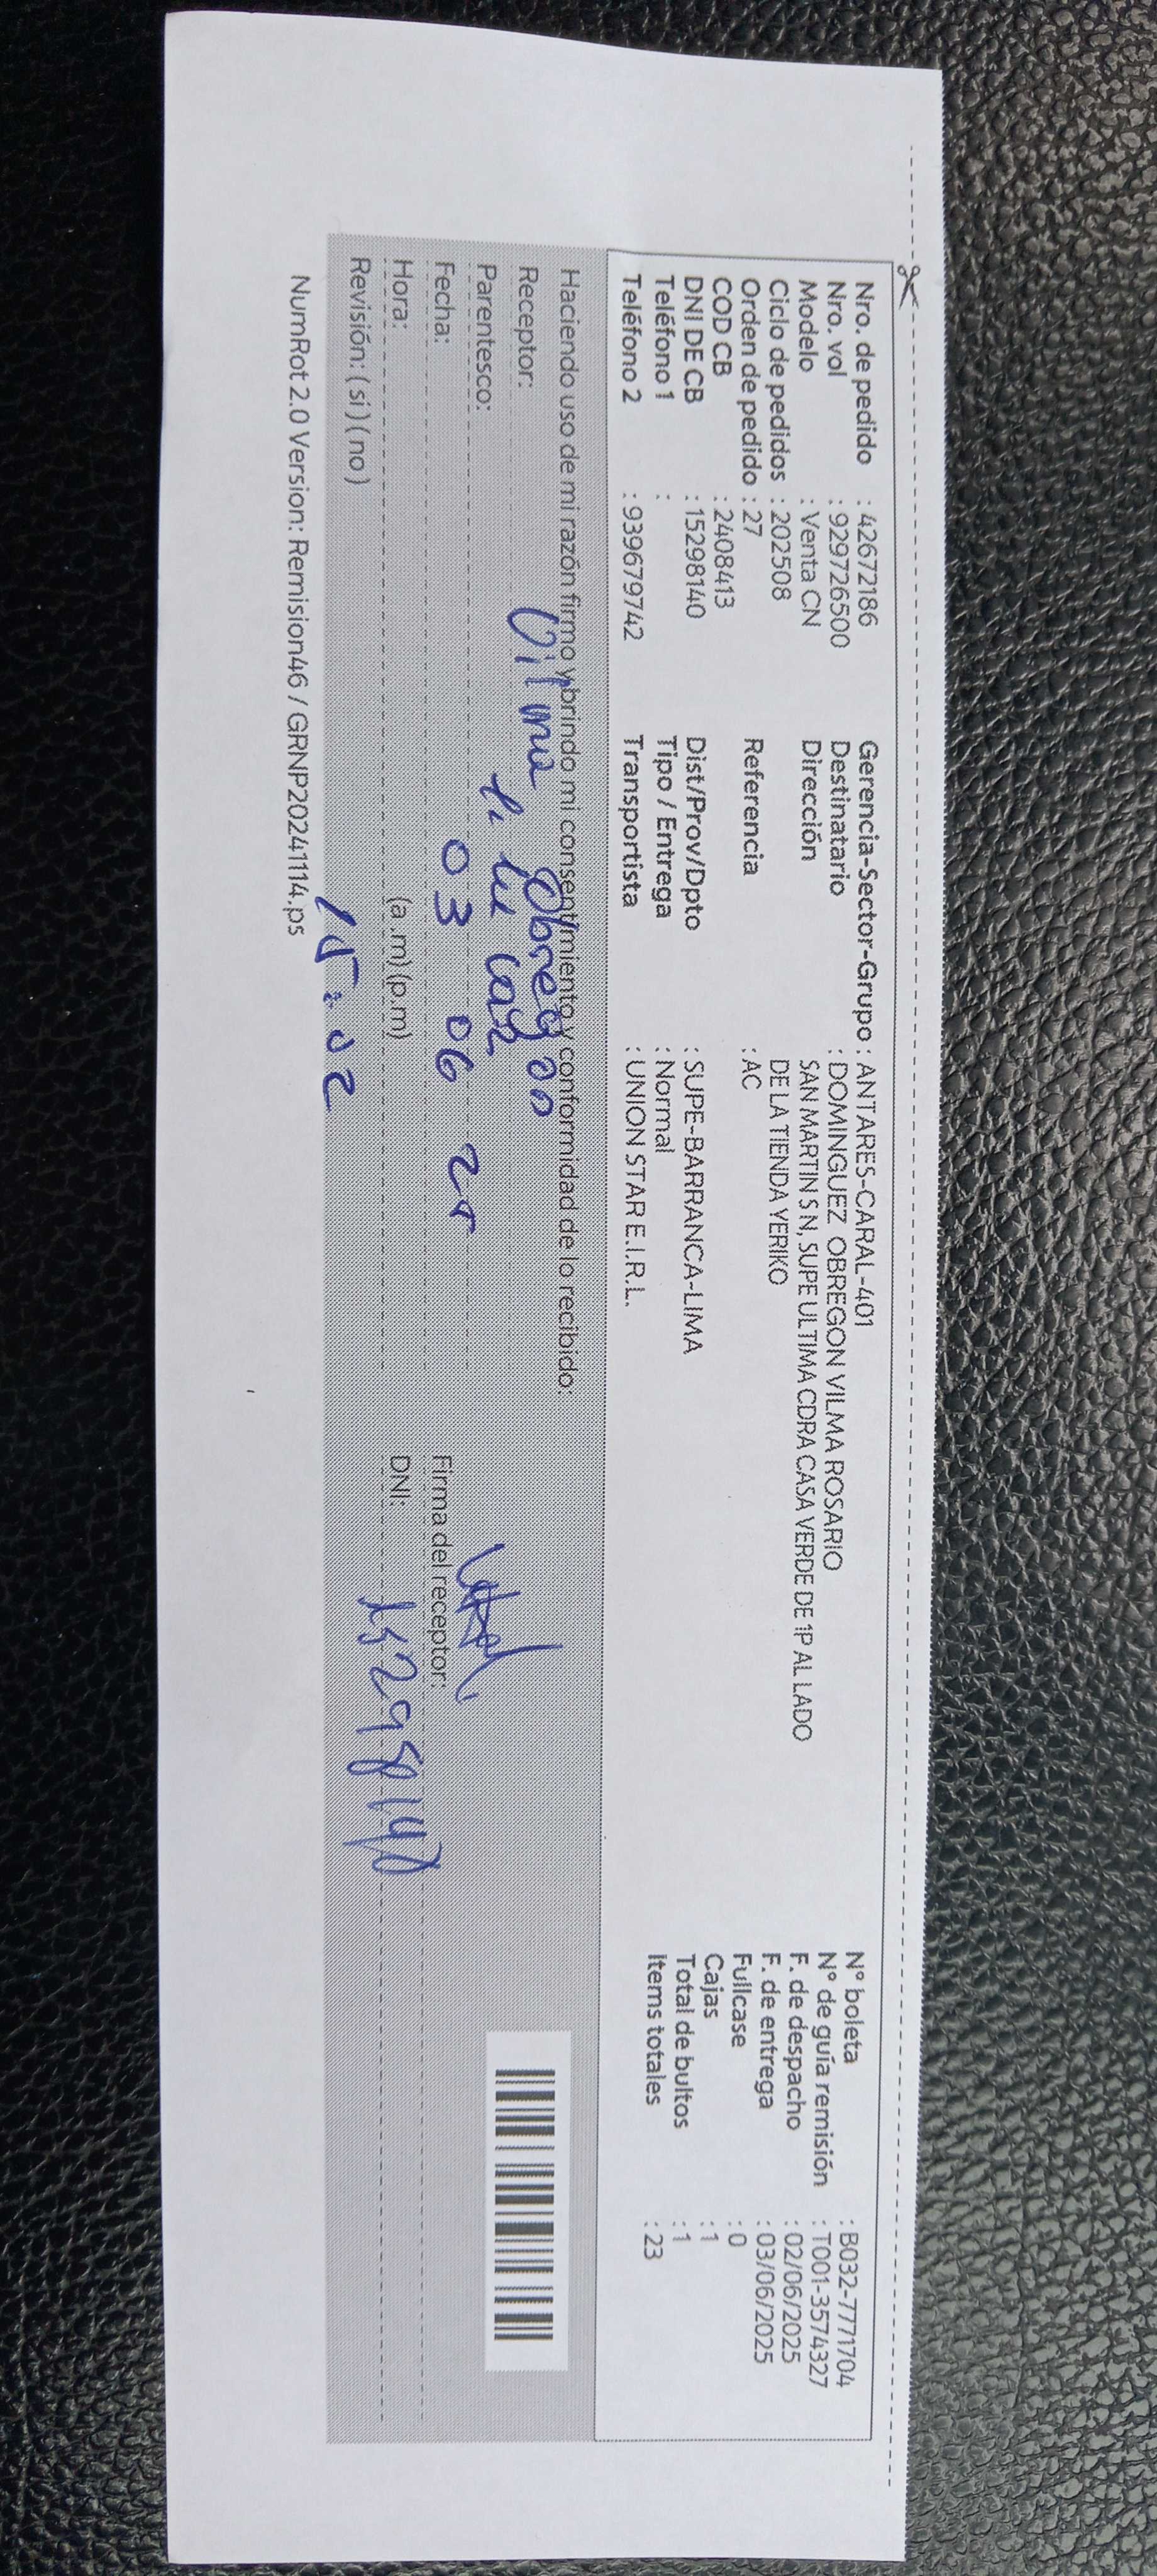 Nro. de pedido : 42672186
Nro. vol : 929726500
Modelo : Venta CN
Ciclo de pedidos : 202508
Orden de pedido : 27
COD CB : 2408413
DNI DE CB : 15298140
Teléfono 1 :
Teléfono 2 : 939679742
Gerencia-Sector-Grupo : ANTARES-CARAL-401
Destinatario : DOMINGUEZ OBREGON VILMA ROSARIO
Dirección SAN MARTIN S N, SUPE ULTIMA CDRA CASA VERDE DE 1P AL LADO
DE LA TIENDA YERIKO
Referencia : AC
Dist/Prov/Dpto : SUPE-BARRANCA-LIMA
Tipo / Entrega : Normal
Transportista : UNION STAR E.I.R.L.
N° boleta : B032-7771704
N° de guía remisión : T001-3574327
F. de despacho : 02/06/2025
F. de entrega : 03/06/2025
Fullcase : 0
Cajas : 1
Total de bultos : 1
Items totales : 23
Haciendo uso de mi razón firmo y brindo mi consentimiento y conformidad de lo recibido:
Receptor: Vilma Obregon
Parentesco:
Fecha: 03 06 25
Hora: (a.m) (p.m)
15:02
Revisión: ( si ) ( no )
Firma del receptor:
DNI: 15298140
NumRot 2.0 Version: Remision46 / GRNP20241114.ps